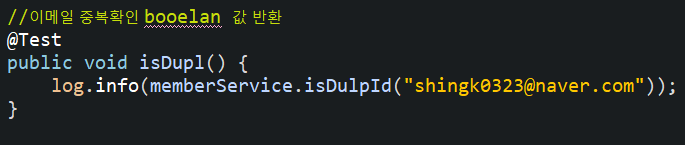 //이메일 중복확인 booelan 값 반환
@Test
public void isDupl() {
    log.info(memberService.isDulpId("shingk0323@naver.com"));
}